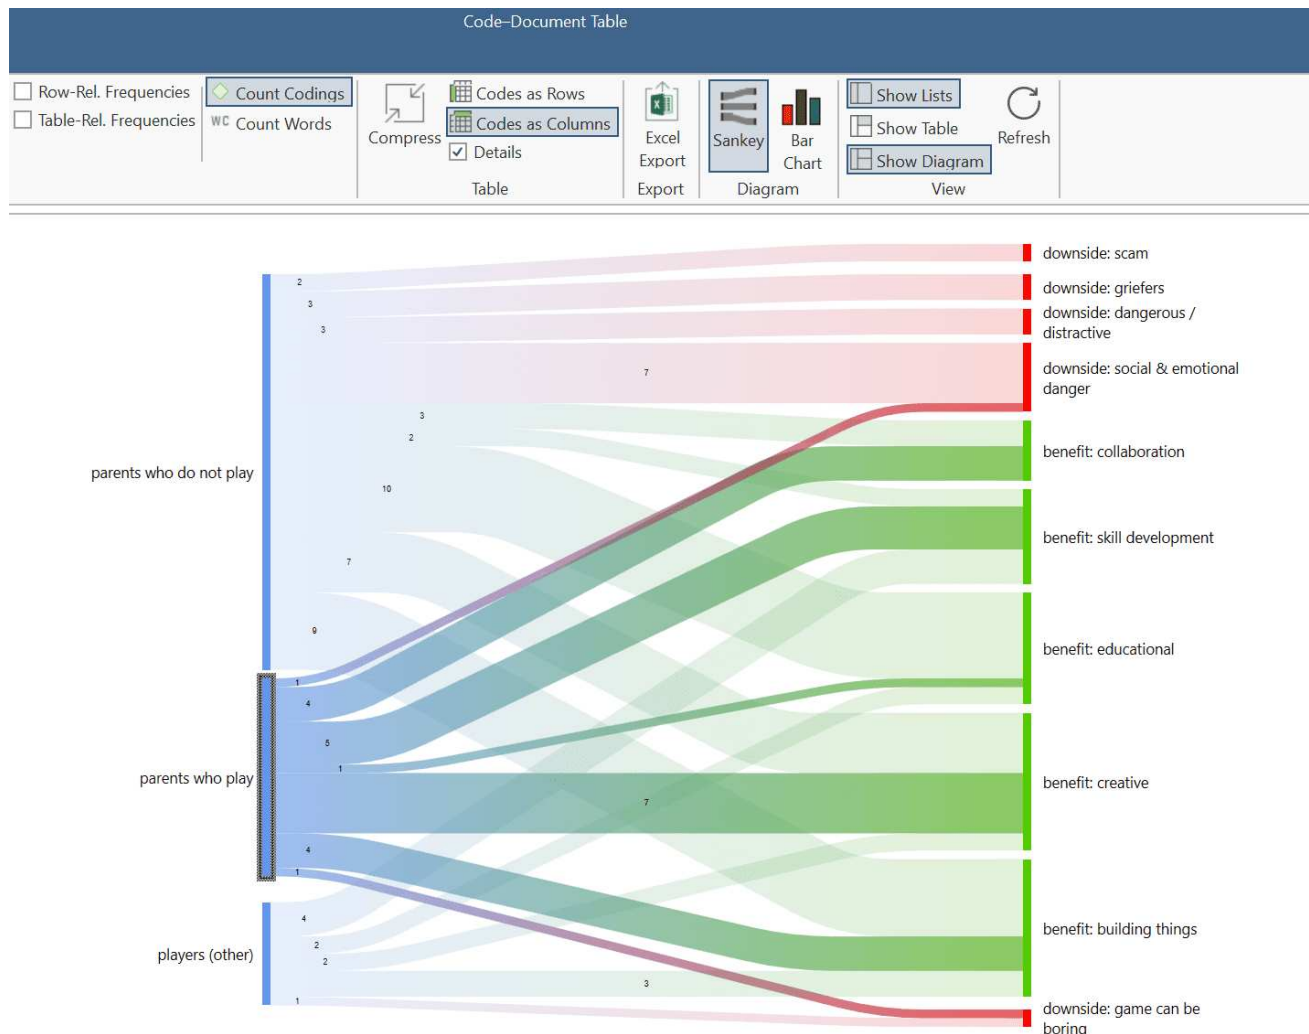 Code–Document Table
Row-Rel. Frequencies
Table-Rel. Frequencies
Count Codings
WC Count Words
Compress
Codes as Rows
Codes as Columns
Details
Table
Excel
Export
Export
Sankey
Bar
Chart
Diagram
Show Lists
Show Table
Show Diagram
View
Refresh
parents who do not play
parents who play
players (other)
2
3
3
7
3
2
10
7
9
1
4
5
1
7
4
1
4
2
2
3
1
downside: scam
downside: griefers
downside: dangerous /
distractive
downside: social & emotional
danger
benefit: collaboration
benefit: skill development
benefit: educational
benefit: creative
benefit: building things
downside: game can be
boring